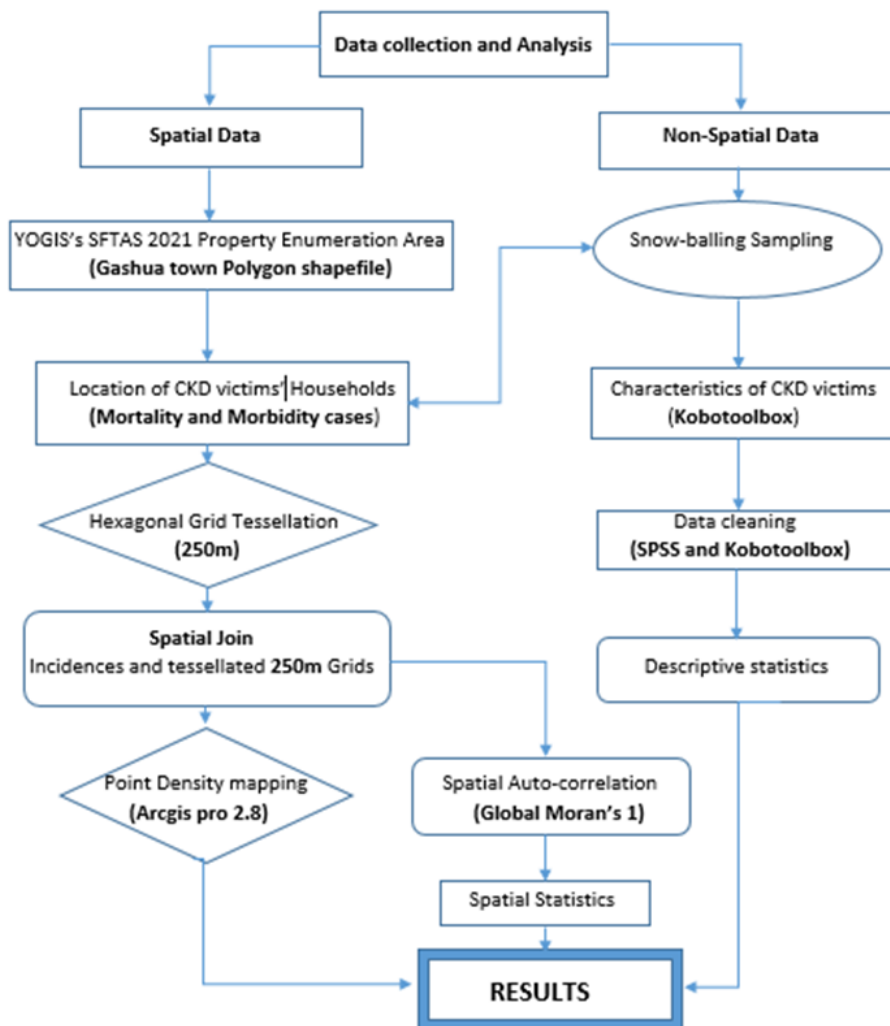 Data collection and Analysis
Spatial Data
Non-Spatial Data
YOGIS's SFTAS 2021 Property Enumeration Area
(Gashua town Polygon shapefile)
Snow-balling Sampling
Location of CKD victims' Households
(Mortality and Morbidity cases)
Characteristics of CKD victims
(Kobotoolbox)
Hexagonal Grid Tessellation
(250m)
Data cleaning
(SPSS and Kobotoolbox)
Spatial Join
Incidences and tessellated 250m Grids
Descriptive statistics
Point Density mapping
(Arcgis pro 2.8)
Spatial Auto-correlation
(Global Moran's 1)
Spatial Statistics
RESULTS